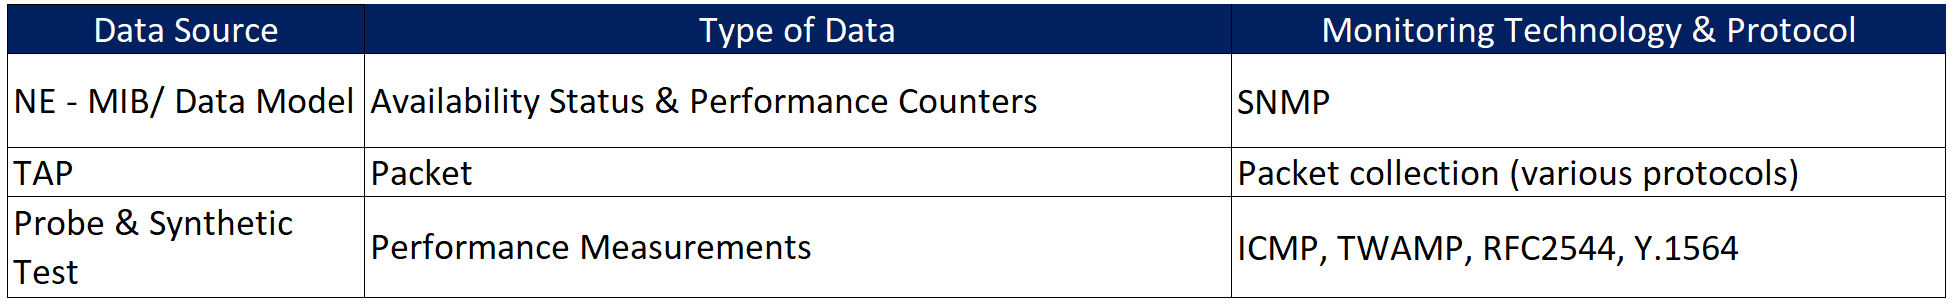 Data Source Type of Data Monitoring Technology & Protocol
NE - MIB/ Data Model Availability Status & Performance Counters SNMP
TAP Packet Packet collection (various protocols)
Probe & Synthetic
Test Performance Measurements ICMP, TWAMP, RFC2544, Y.1564